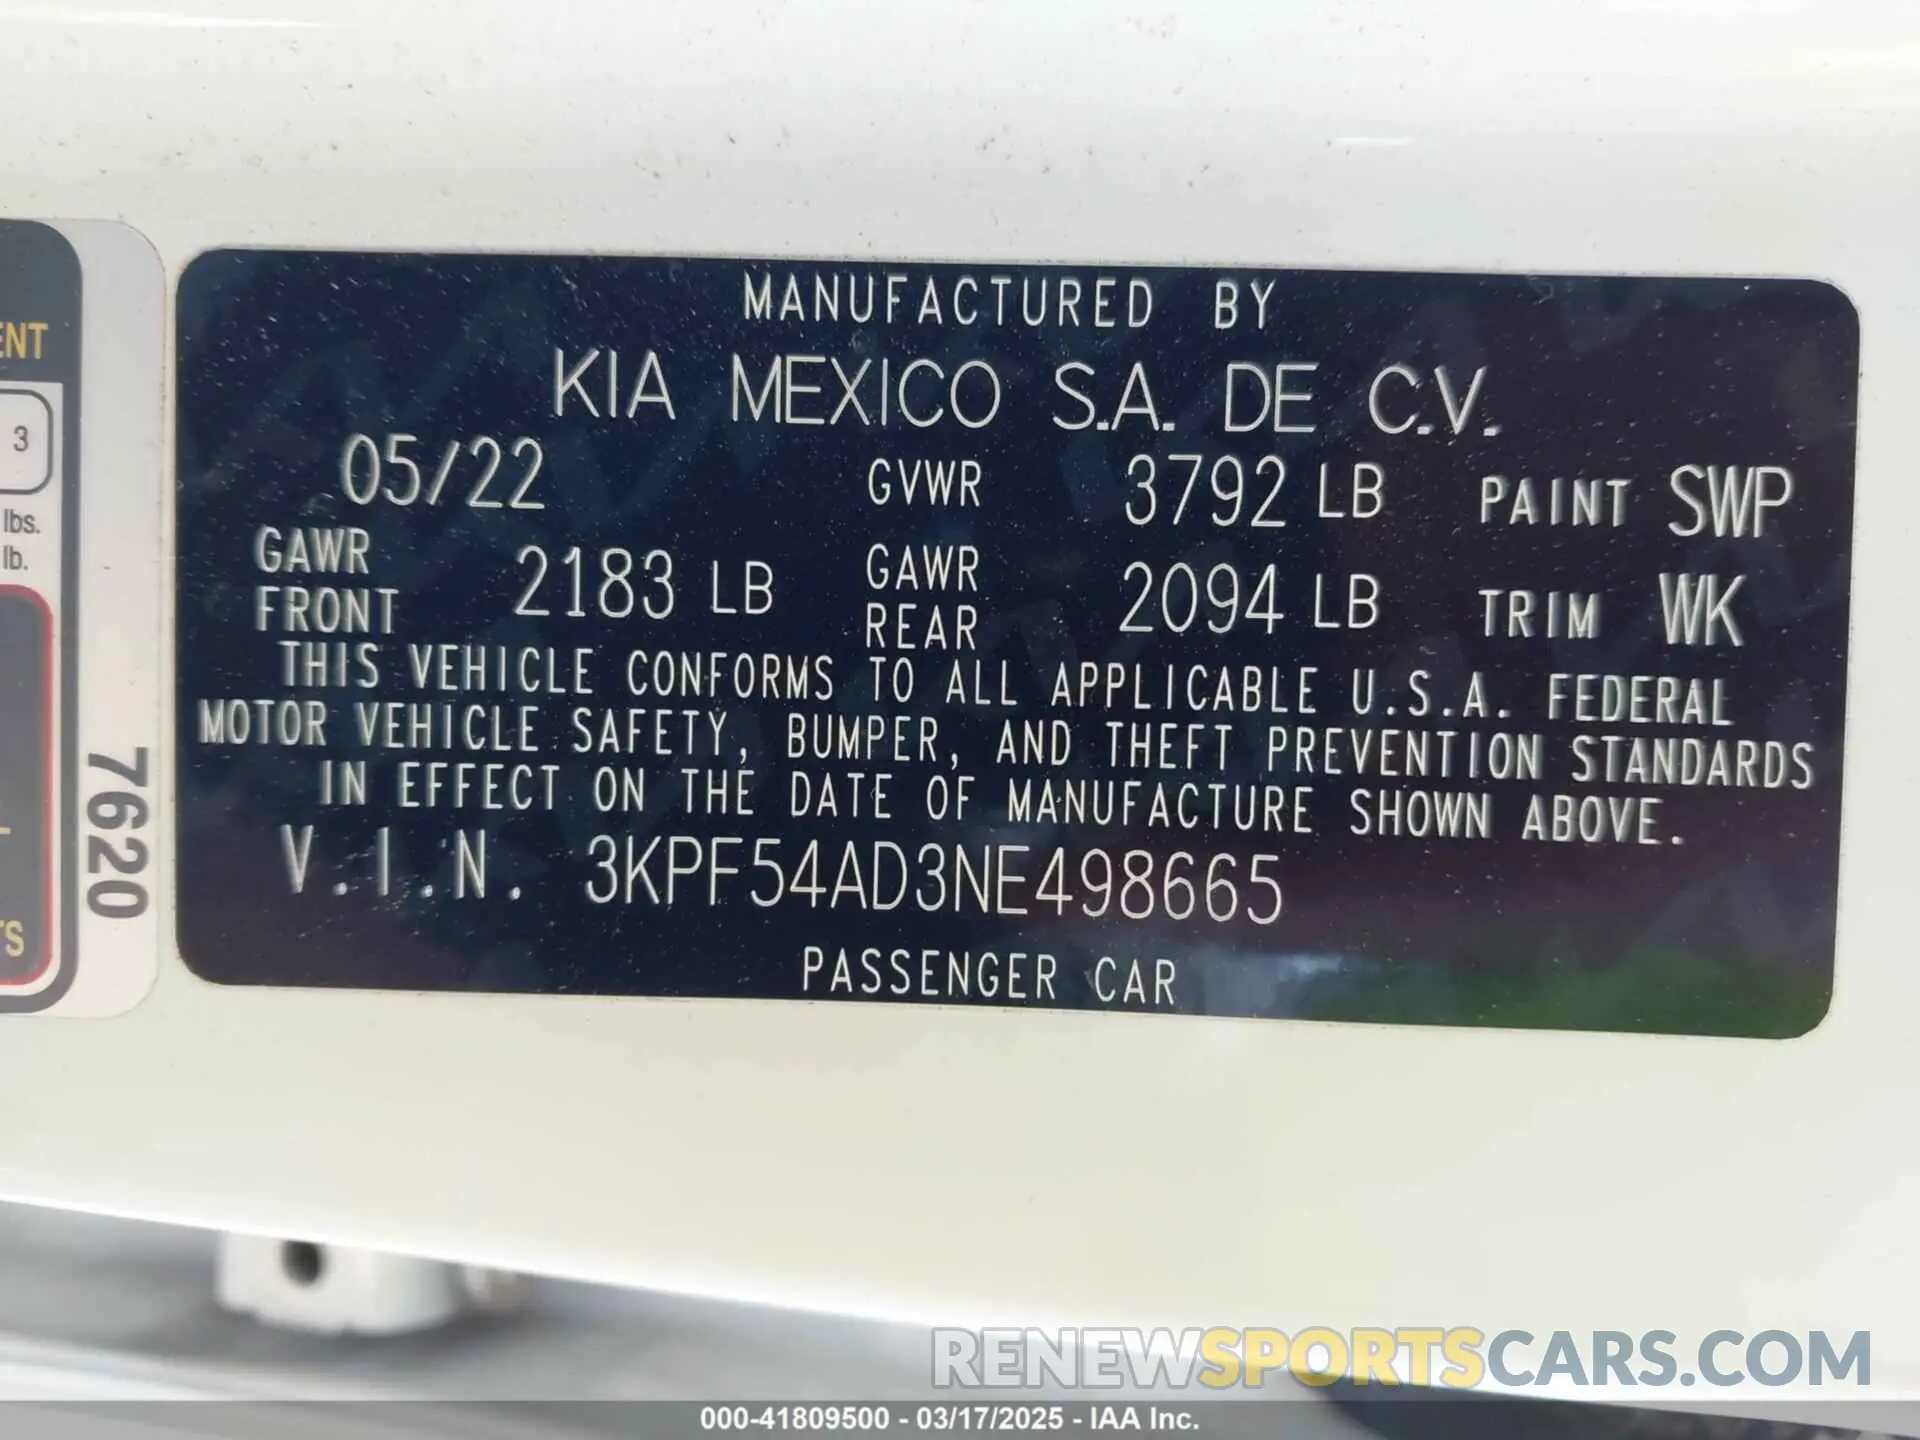 MANUFACTURED BY
KIA MEXICO S.A. DE C.V.
05/22 GVWR 3792 LB PAINT SWP
GAWR FRONT 2183 LB GAWR REAR 2094 LB TRIM WK
THIS VEHICLE CONFORMS TO ALL APPLICABLE U.S.A. FEDERAL
MOTOR VEHICLE SAFETY, BUMPER, AND THEFT PREVENTION STANDARDS
IN EFFECT ON THE DATE OF MANUFACTURE SHOWN ABOVE.
V.I.N. 3KPF54AD3NE498665
PASSENGER CAR
3
lbs.
lb.
7620
RENEWSPORTSCARS.COM
000-41809500 - 03/17/2025 - IAA Inc.